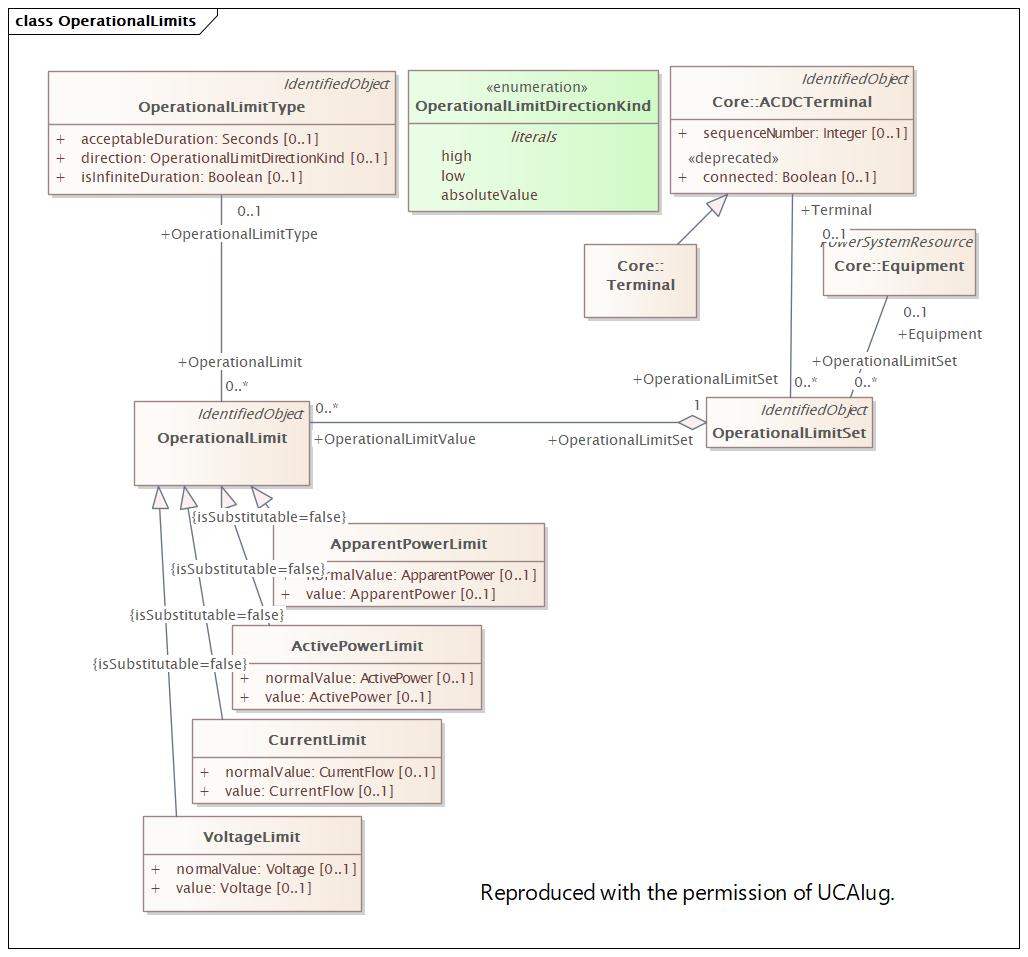 class OperationalLimits
IdentifiedObject
OperationalLimitType
+ acceptableDuration: Seconds [0..1]
+ direction: OperationalLimitDirectionKind [0..1]
+ isInfiniteDuration: Boolean [0..1]
«enumeration»
OperationalLimitDirectionKind
literals
high
low
absoluteValue
IdentifiedObject
Core::ACDCTerminal
+ sequenceNumber: Integer [0..1]
«deprecated»
+ connected: Boolean [0..1]
0..1
+OperationalLimitType
+Terminal
0..1
Core::
Terminal
PowerSystemResource
Core::Equipment
0..1
+Equipment
+OperationalLimit
0..*
+OperationalLimitSet
0..*
+OperationalLimitSet
0..*
IdentifiedObject
OperationalLimit
0..*
+OperationalLimitValue
1
+OperationalLimitSet
IdentifiedObject
OperationalLimitSet
{isSubstitutable=false}
ApparentPowerLimit
{isSubstitutable=false}
normalValue: ApparentPower [0..1]
+ value: ApparentPower [0..1]
{isSubstitutable=false}
ActivePowerLimit
{isSubstitutable=false}
+ normalValue: ActivePower [0..1]
+ value: ActivePower [0..1]
CurrentLimit
+ normalValue: CurrentFlow [0..1]
+ value: CurrentFlow [0..1]
VoltageLimit
+ normalValue: Voltage [0..1]
+ value: Voltage [0..1]
Reproduced with the permission of UCAIug.